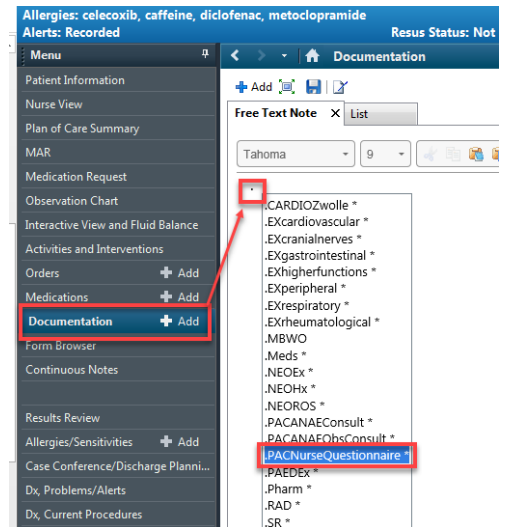 Allergies: celecoxib, caffeine, diclofenac, metoclopramide
Alerts: Recorded
Resus Status: Not
Menu
Documentation
Patient Information
Nurse View
Plan of Care Summary
MAR
Medication Request
Observation Chart
Interactive View and Fluid Balance
Activities and Interventions
Orders + Add
Medications + Add
Documentation + Add
Form Browser
Continuous Notes
Results Review
Allergies/Sensitivities + Add
Case Conference/Discharge Planni...
Dx, Problems/Alerts
Dx, Current Procedures
+ Add
Free Text Note X List
Tahoma 9
.
.CARDIOZwolle *
.EXcardiovascular *
.EXcranialnerves *
.EXgastrointestinal *
.EXhigherfunctions *
.EXperipheral *
.EXrespiratory *
.EXrheumatological *
.MBWO
.Meds *
.NEOEx *
.NEOHx *
.NEOROS *
.PACANAEConsult *
.PACANAEObsConsult *
.PACNurseQuestionnaire *
.PAEDEx *
.Pharm *
.RAD *
.SR *